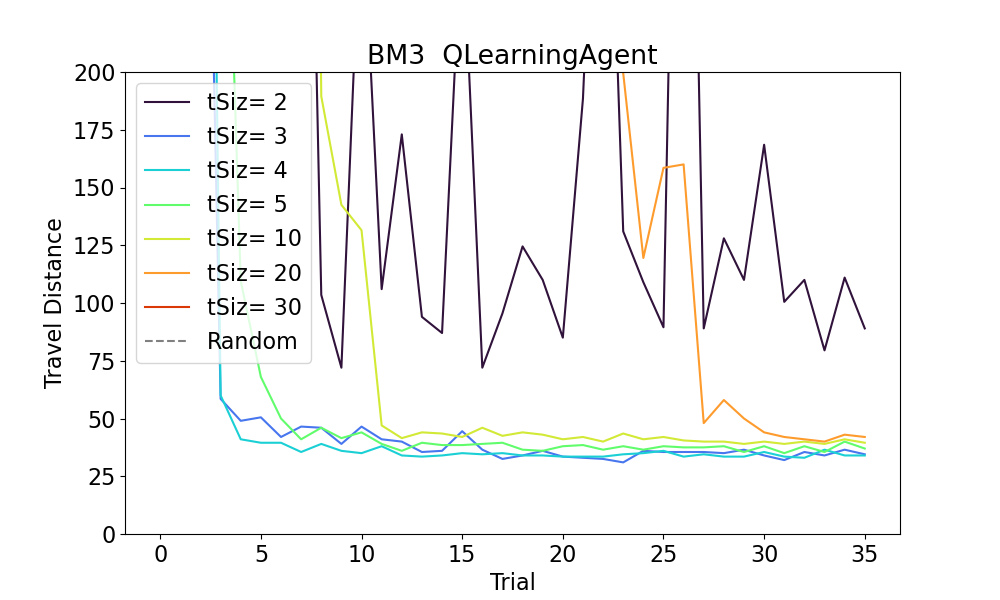 BM3  QLearningAgent
Travel Distance
200
175
150
125
100
75
50
25
0
tSiz= 2
tSiz= 3
tSiz= 4
tSiz= 5
tSiz= 10
tSiz= 20
tSiz= 30
Random
0 5 10 15 20 25 30 35
Trial